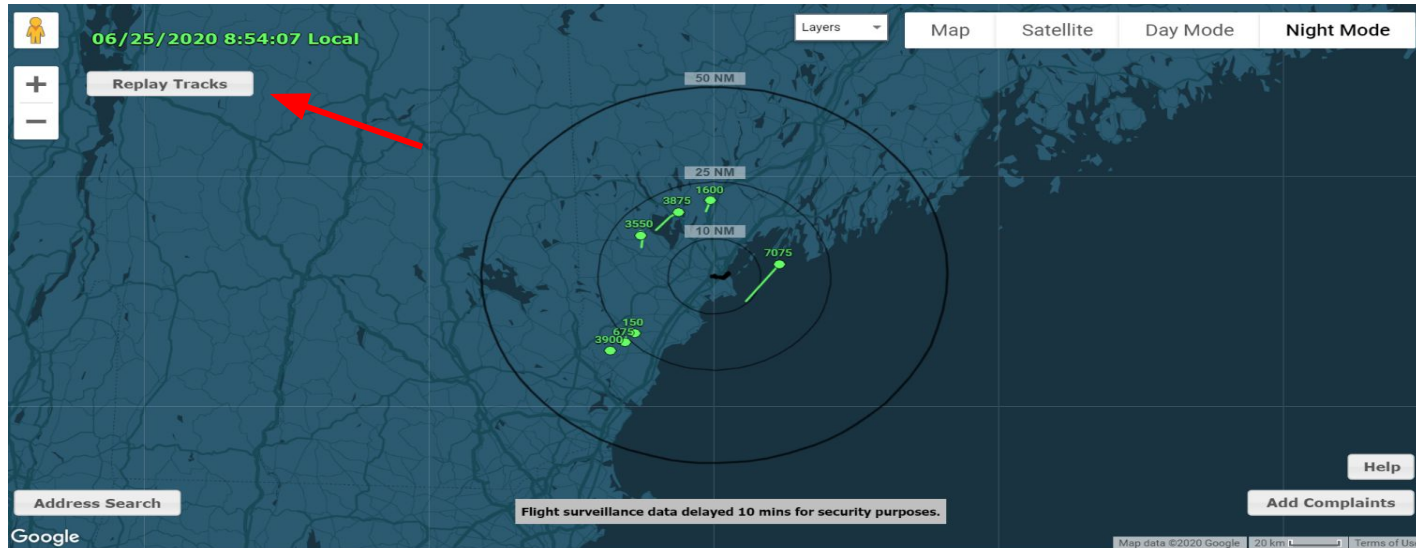 06/25/2020 8:54:07 Local
Layers
Map
Satellite
Day Mode
Night Mode
Replay Tracks
50 NM
25 NM
1600
3875
3550
10 NM
7075
150
675
3900
Help
Address Search
Add Complaints
Flight surveillance data delayed 10 mins for security purposes.
Google
Map data ©2020 Google
20 km
Terms of Use